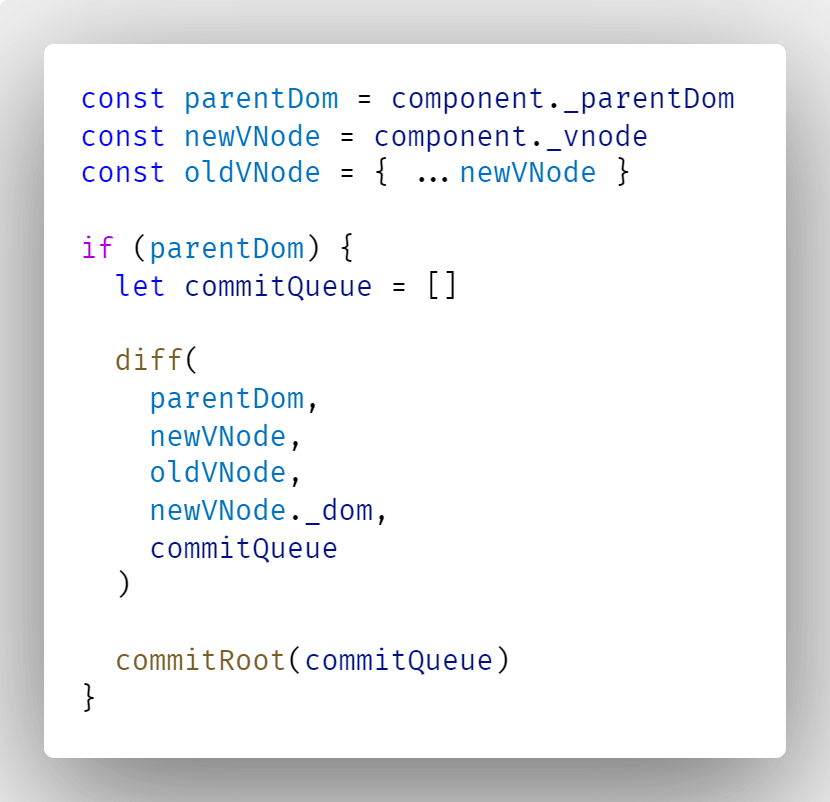 const parentDom = component._parentDom
const newVNode = component._vnode
const oldVNode = { ...newVNode }
if (parentDom) {
let commitQueue = []
diff(
parentDom,
newVNode,
oldVNode,
newVNode._dom,
commitQueue
)
commitRoot(commitQueue)
}